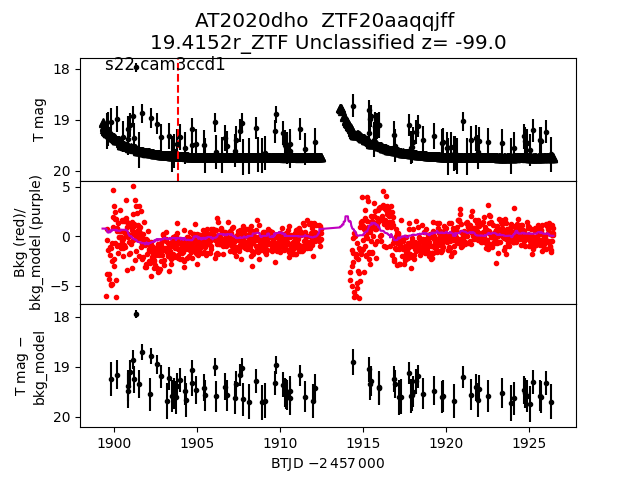 AT2020dho  ZTF20aaqqjff
19.4152r_ZTF Unclassified z= -99.0
s22 cam3ccd1
18
19
20
T mag
5
0
−5
Bkg (red)/
bkg_model (purple)
18
19
20
T mag −
bkg_model
1900 1905 1910 1915 1920 1925
BTJD −2 457 000